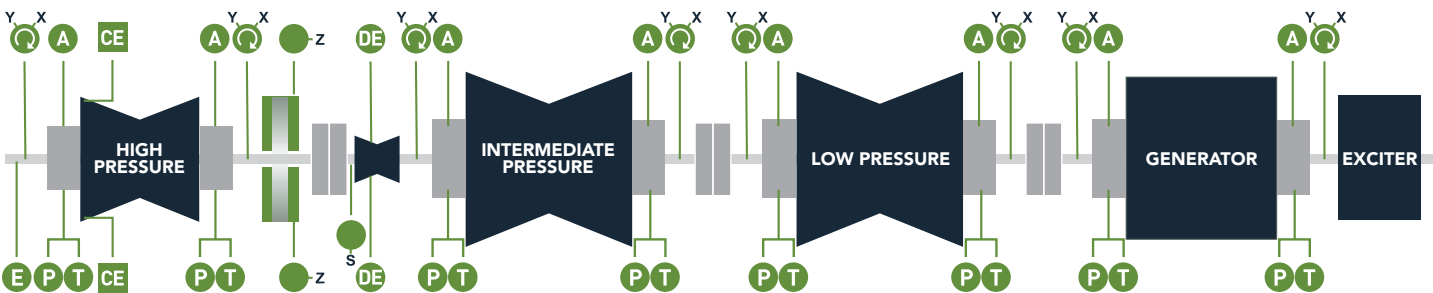 Y X Y X Y X Y X Y X Y X Y X Y X
A CE A Z DE A A A A A A
HIGH
PRESSURE
INTERMEDIATE
PRESSURE
LOW PRESSURE
GENERATOR
EXCITER
S
E P T CE P T Z DE P T P T P T P T P T P T